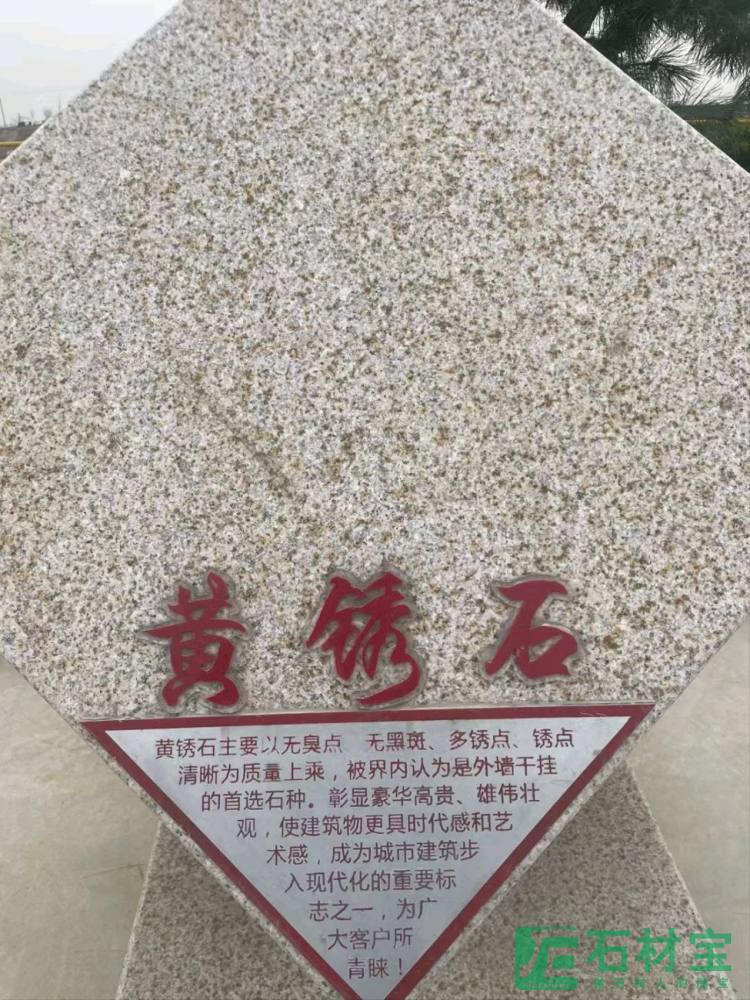 黄锈石
黄锈石主要以无臭点 无黑斑、多锈点、锈点
清晰为质量上乘，被界内认为是外墙干挂
的首选石种。彰显豪华高贵、雄伟壮
观，使建筑物更具时代感和艺
术感，成为城市建筑步
入现代化的重要标
志之一，为广
大客户所
青睐！
石材宝